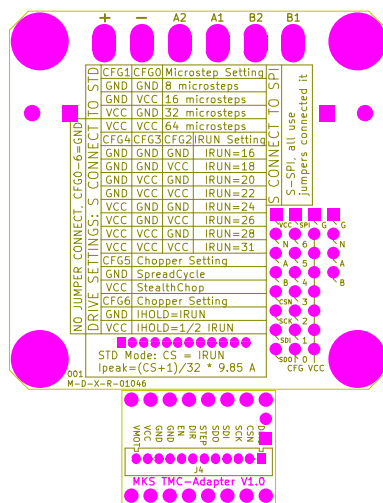 + − A2 A1 B2 B1
NO JUMPER CONNECT, CFG0-6=GND
DRIVE SETTINGS: S CONNECT TO STD
CFG1 CFG0 Microstep Setting
GND GND 8 microsteps
GND VCC 16 microsteps
VCC GND 32 microsteps
VCC VCC 64 microsteps
CFG4 CFG3 CFG2 IRUN Setting
GND GND GND IRUN=16
GND GND VCC IRUN=18
GND VCC GND IRUN=20
GND VCC VCC IRUN=22
VCC GND GND IRUN=24
VCC GND VCC IRUN=26
VCC VCC GND IRUN=28
VCC VCC VCC IRUN=31
CFG5 Chopper Setting
GND SpreadCycle
VCC StealthChop
CFG6 Chopper Setting
GND IHOLD=IRUN
VCC IHOLD=1/2 IRUN
S CONNECT TO SPI
S-SPI, all use
jumpers connected it
VCC SPI G G
N 6 N
A 5 A
B 4 B
CSN 3
SCK 2
SDI 1
SDO 0
CFG VCC
STD Mode: CS = IRUN
Ipeak=(CS+1)/32 * 9.85 A
001
M-D-X-R-01046
VMOT
VCC
GND
GND
EN
DIR
STEP
SDO
SDI
SCK
CSN
J4
MKS TMC-Adapter V1.0